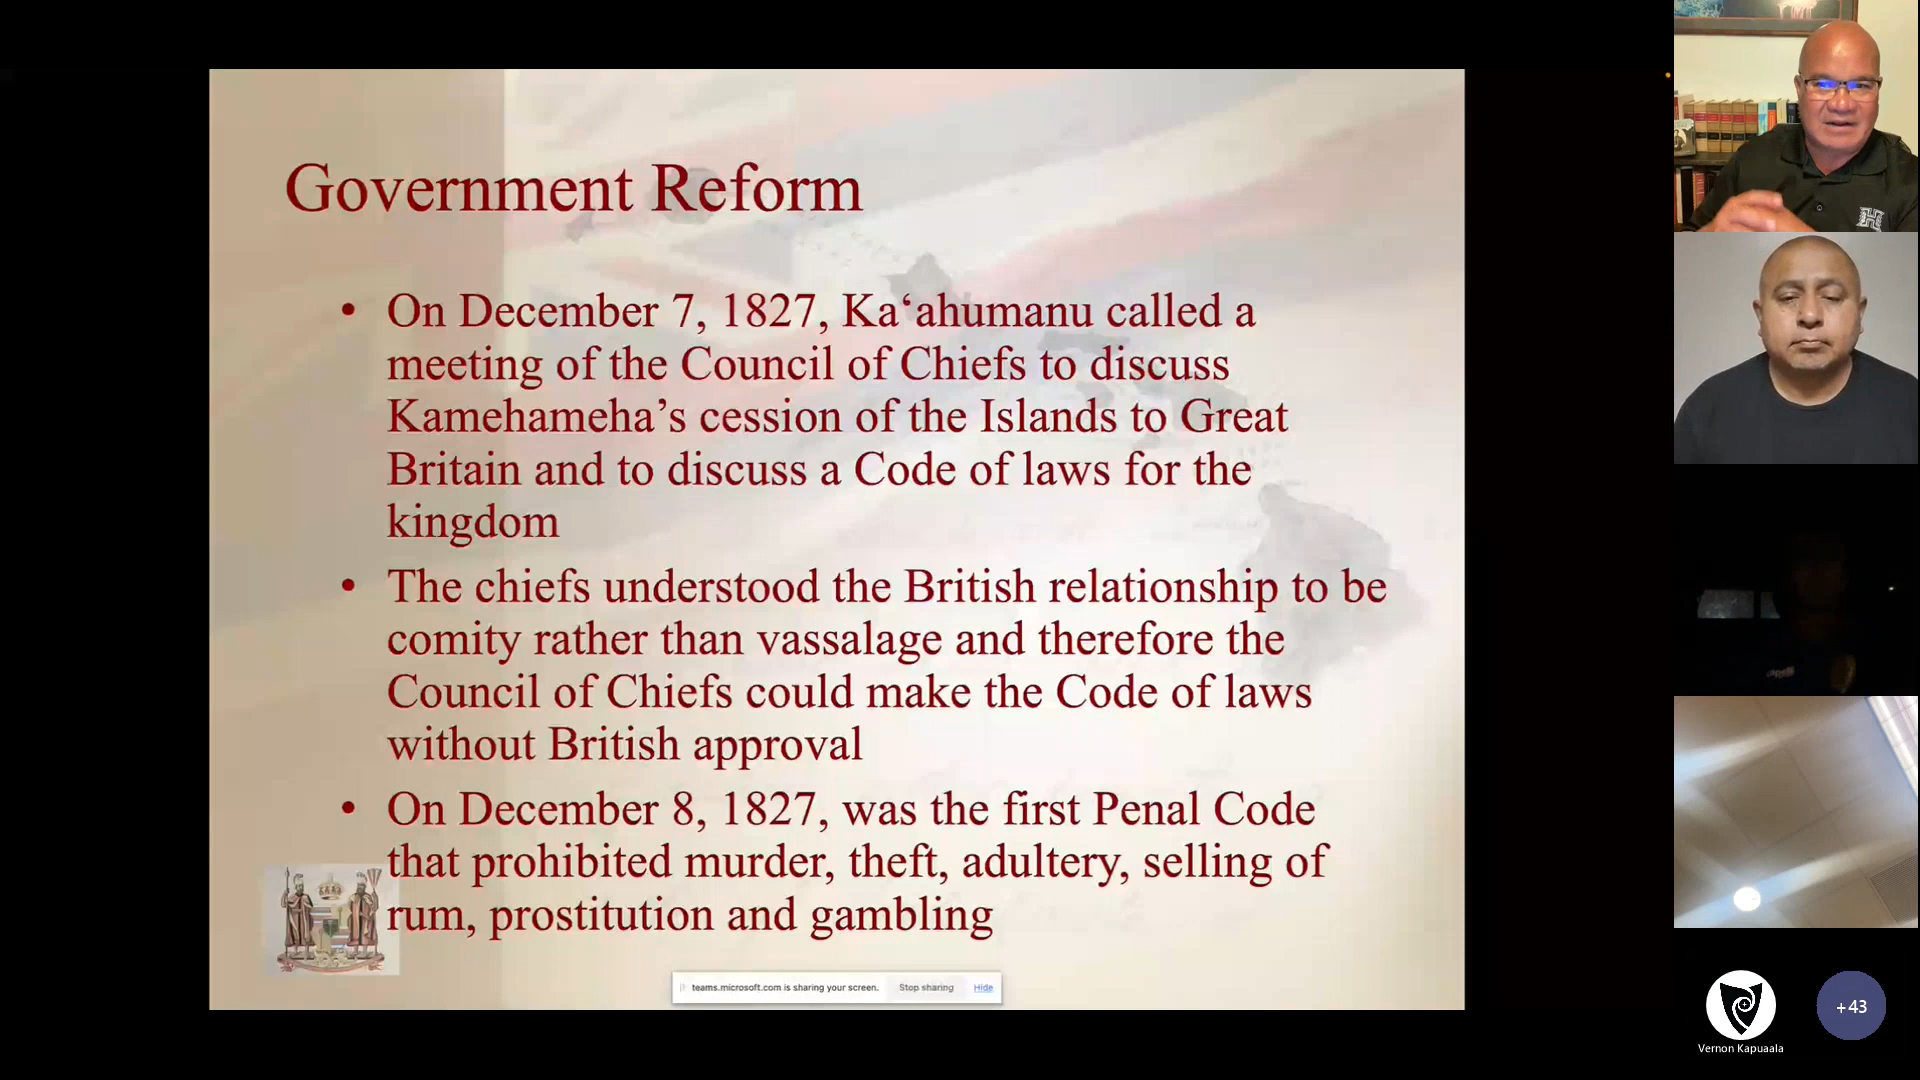 Government Reform
• On December 7, 1827, Ka‘ahumanu called a
meeting of the Council of Chiefs to discuss
Kamehameha’s cession of the Islands to Great
Britain and to discuss a Code of laws for the
kingdom
• The chiefs understood the British relationship to be
comity rather than vassalage and therefore the
Council of Chiefs could make the Code of laws
without British approval
• On December 8, 1827, was the first Penal Code
that prohibited murder, theft, adultery, selling of
rum, prostitution and gambling
teams.microsoft.com is sharing your screen. Stop sharing Hide
H
+43
Vernon Kapuaala